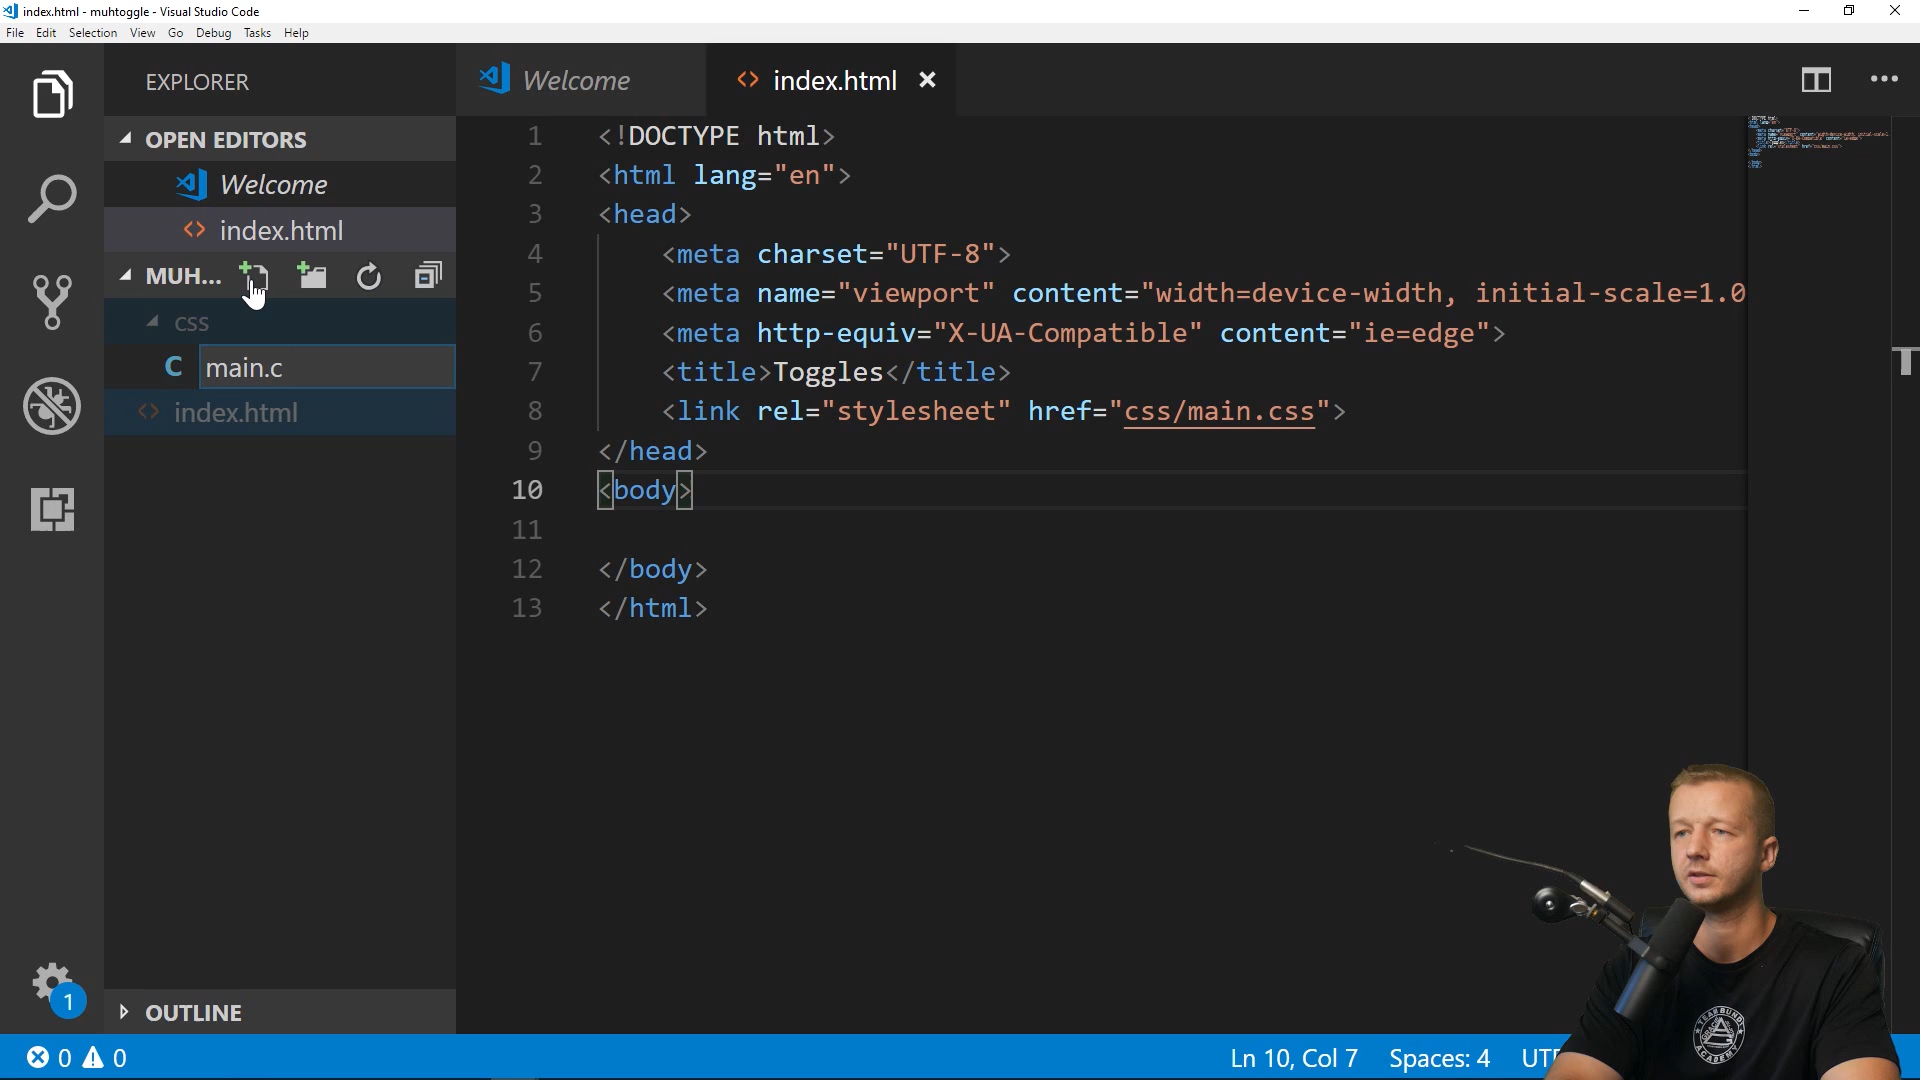 index.html - muhtoggle - Visual Studio Code
File Edit Selection View Go Debug Tasks Help
EXPLORER
Welcome
index.html
OPEN EDITORS
Welcome
index.html
MUH...
css
main.c
index.html
OUTLINE
1 <!DOCTYPE html>
2 <html lang="en">
3 <head>
4 <meta charset="UTF-8">
5 <meta name="viewport" content="width=device-width, initial-scale=1.0
6 <meta http-equiv="X-UA-Compatible" content="ie=edge">
7 <title>Toggles</title>
8 <link rel="stylesheet" href="css/main.css">
9 </head>
10 <body>
11
12 </body>
13 </html>
1
0 0
Ln 10, Col 7 Spaces: 4 UTF
ACADEMY